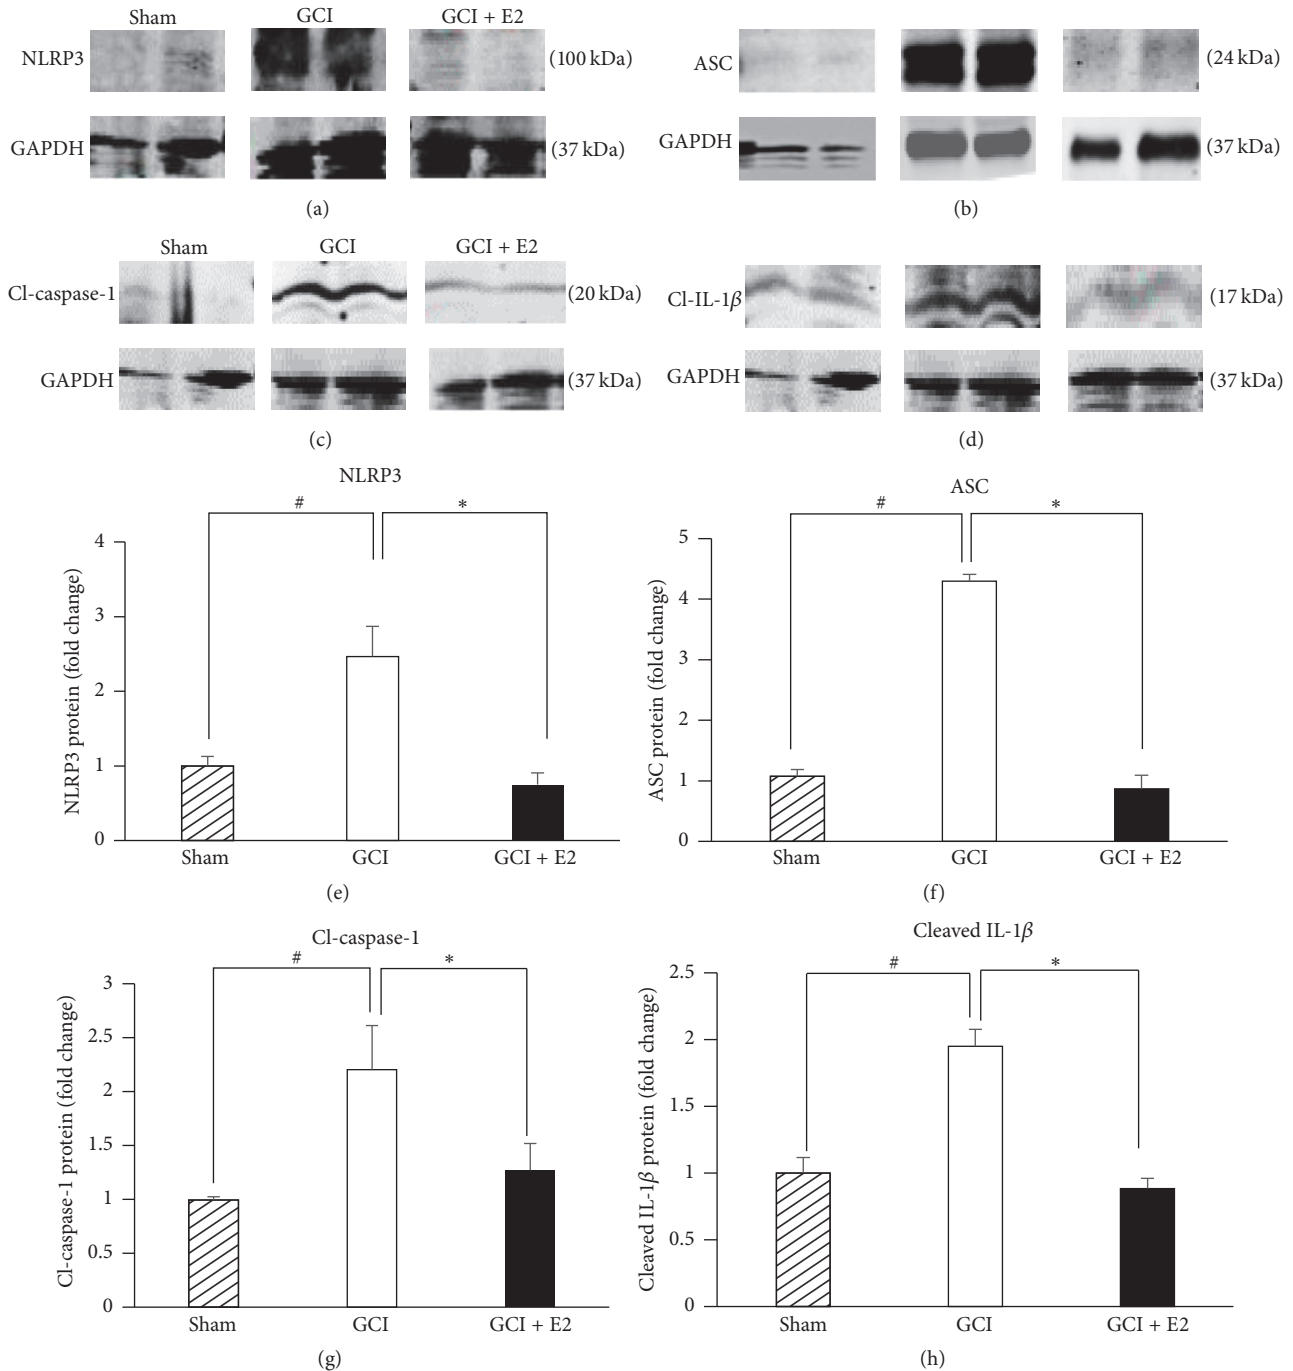 Sham GCI GCI + E2
NLRP3 (100 kDa) ASC (24 kDa)
GAPDH (37 kDa) GAPDH (37 kDa)
(a) (b)
Sham GCI GCI + E2
Cl-caspase-1 (20 kDa) Cl-IL-1β (17 kDa)
GAPDH (37 kDa) GAPDH (37 kDa)
(c) (d)
NLRP3
# *
NLRP3 protein (fold change)
4
3
2
1
0
Sham GCI GCI + E2
(e)
ASC
# *
ASC protein (fold change)
5
4
3
2
1
0
Sham GCI GCI + E2
(f)
Cl-caspase-1
# *
Cl-caspase-1 protein (fold change)
3
2.5
2
1.5
1
0.5
0
Sham GCI GCI + E2
(g)
Cleaved IL-1β
# *
Cleaved IL-1β protein (fold change)
2.5
2
1.5
1
0.5
0
Sham GCI GCI + E2
(h)